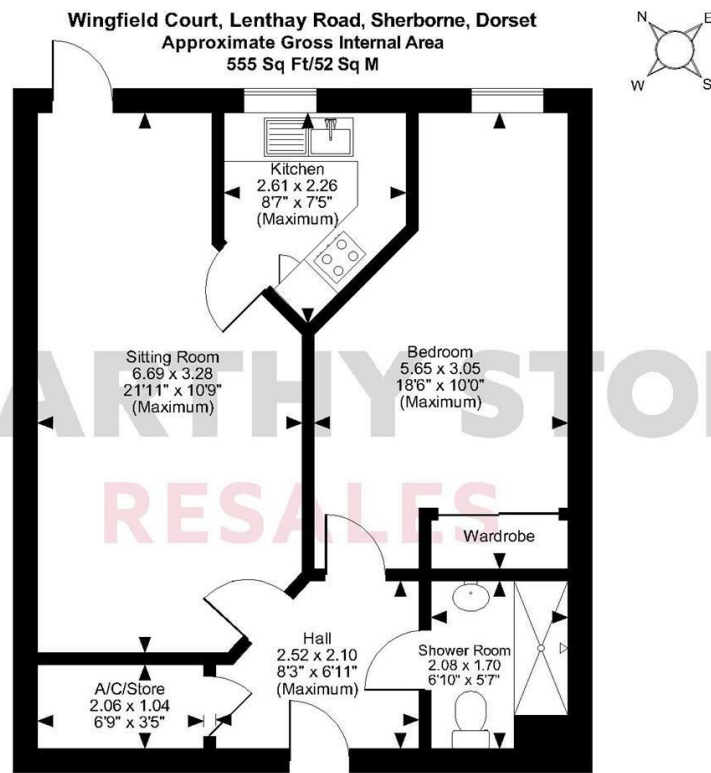 Wingfield Court, Lenthay Road, Sherborne, Dorset
Approximate Gross Internal Area
555 Sq Ft/52 Sq M
N
E
W
S
Kitchen
2.61 x 2.26
8'7" x 7'5"
(Maximum)
Sitting Room
6.69 x 3.28
21'11" x 10'9"
(Maximum)
Bedroom
5.65 x 3.05
18'6" x 10'0"
(Maximum)
ARTHY STO
RESALES
Wardrobe
Hall
2.52 x 2.10
8'3" x 6'11"
(Maximum)
Shower Room
2.08 x 1.70
6'10" x 5'7"
A/C/Store
2.06 x 1.04
6'9" x 3'5"